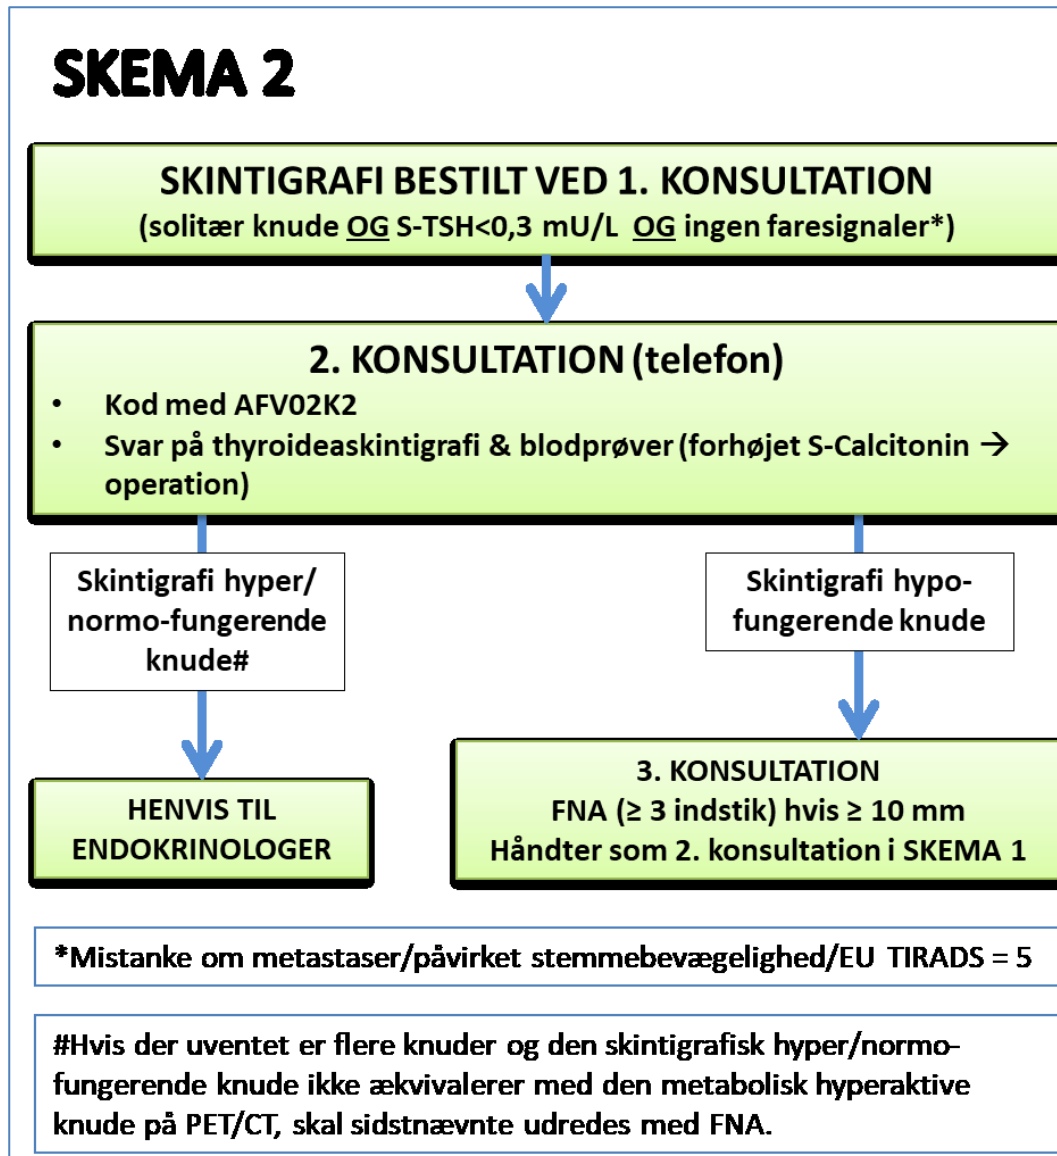 SKEMA 2
SKINTIGRAFI BESTILT VED 1. KONSULTATION
(solitær knude OG S-TSH<0,3 mU/L OG ingen faresignaler*)
2. KONSULTATION (telefon)
• Kod med AFV02K2
• Svar på thyroideaskintigrafi & blodprøver (forhøjet S-Calcitonin →
operation)
Skintigrafi hyper/
normo-fungerende
knude#
Skintigrafi hypo-
fungerende knude
HENVIS TIL
ENDOKRINOLOGER
3. KONSULTATION
FNA (≥ 3 indstik) hvis ≥ 10 mm
Håndter som 2. konsultation i SKEMA 1
*Mistanke om metastaser/påvirket stemmebevægelighed/EU TIRADS = 5
#Hvis der uventet er flere knuder og den skintigrafisk hyper/normo-
fungerende knude ikke ækvivalerer med den metabolisk hyperaktive
knude på PET/CT, skal sidstnævnte udredes med FNA.